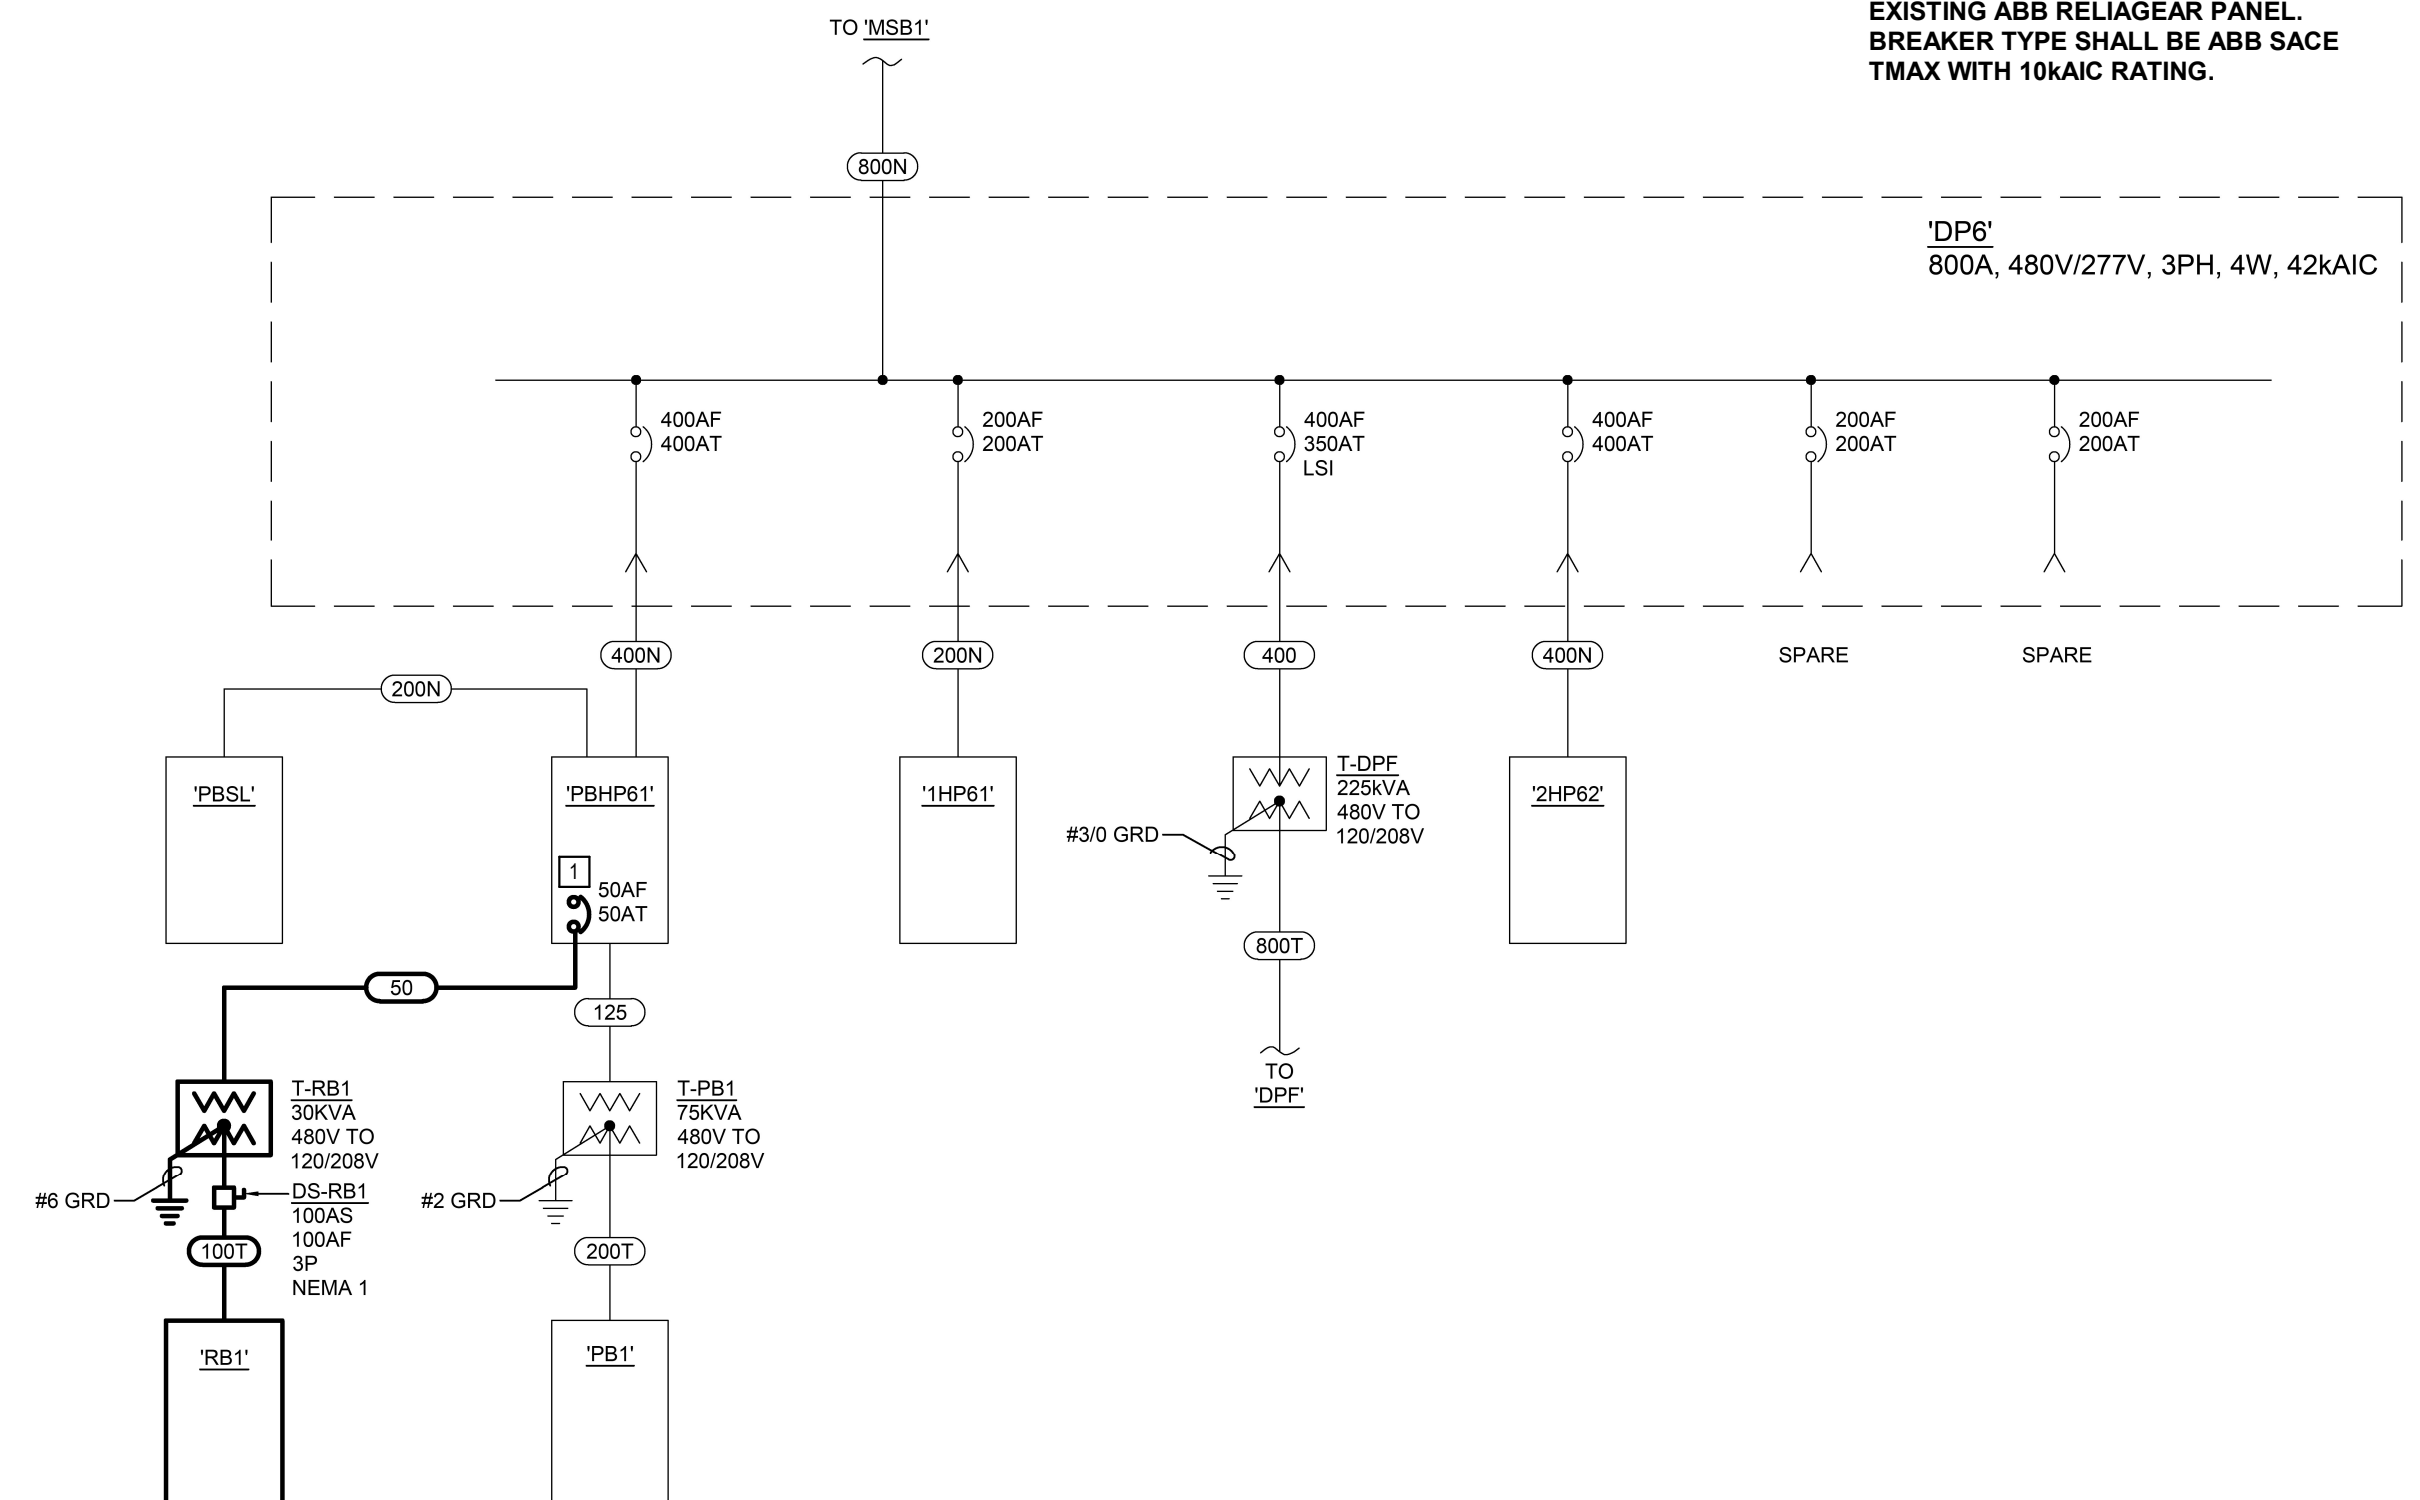 EXISTING ABB RELIAGEAR PANEL.
BREAKER TYPE SHALL BE ABB SACE
TMAX WITH 10kAIC RATING.
TO 'MSB1'
800N
'DP6'
800A, 480V/277V, 3PH, 4W, 42kAIC
400AF
400AT
200AF
200AT
400AF
350AT
LSI
400AF
400AT
200AF
200AT
200AF
200AT
400N
200N
400
400N
SPARE
SPARE
200N
'PBSL'
'PBHP61'
1
50AF
50AT
'1HP61'
T-DPF
225kVA
480V TO
120/208V
#3/0 GRD
'2HP62'
800T
TO
'DPF'
50
125
T-RB1
30KVA
480V TO
120/208V
#6 GRD
DS-RB1
100AS
100AF
3P
NEMA 1
100T
T-PB1
75KVA
480V TO
120/208V
#2 GRD
200T
'RB1'
'PB1'